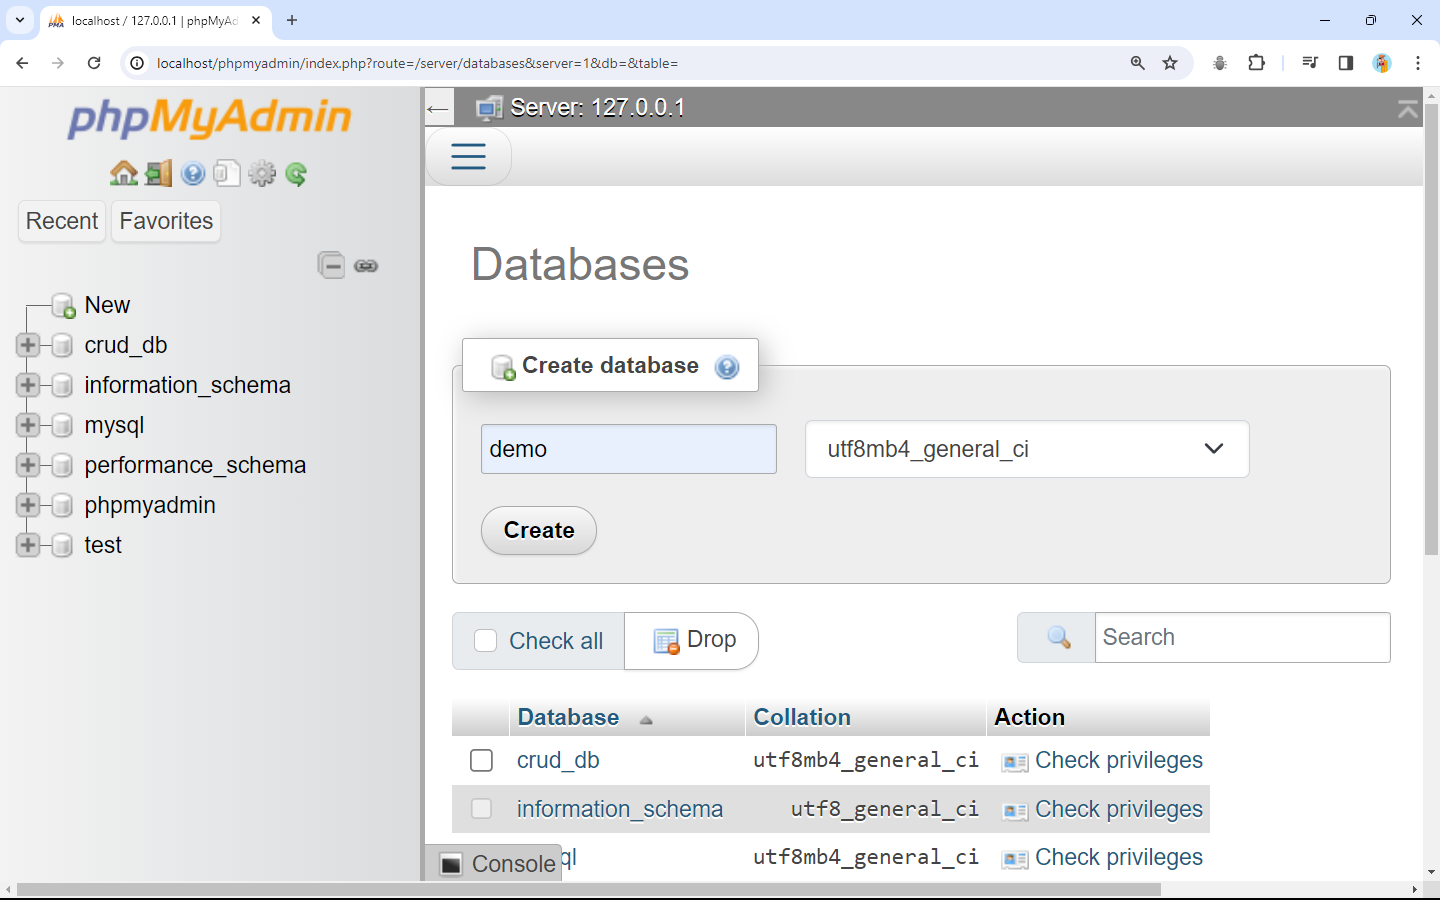 localhost / 127.0.0.1 | phpMyAd
localhost/phpmyadmin/index.php?route=/server/databases&server=1&db=&table=
phpMyAdmin
Recent
Favorites
New
crud_db
information_schema
mysql
performance_schema
phpmyadmin
test
Server: 127.0.0.1
Databases
Create database
demo
utf8mb4_general_ci
Create
Check all
Drop
Search
Database Collation Action
crud_db utf8mb4_general_ci Check privileges
information_schema utf8_general_ci Check privileges
ql utf8mb4_general_ci Check privileges
Console